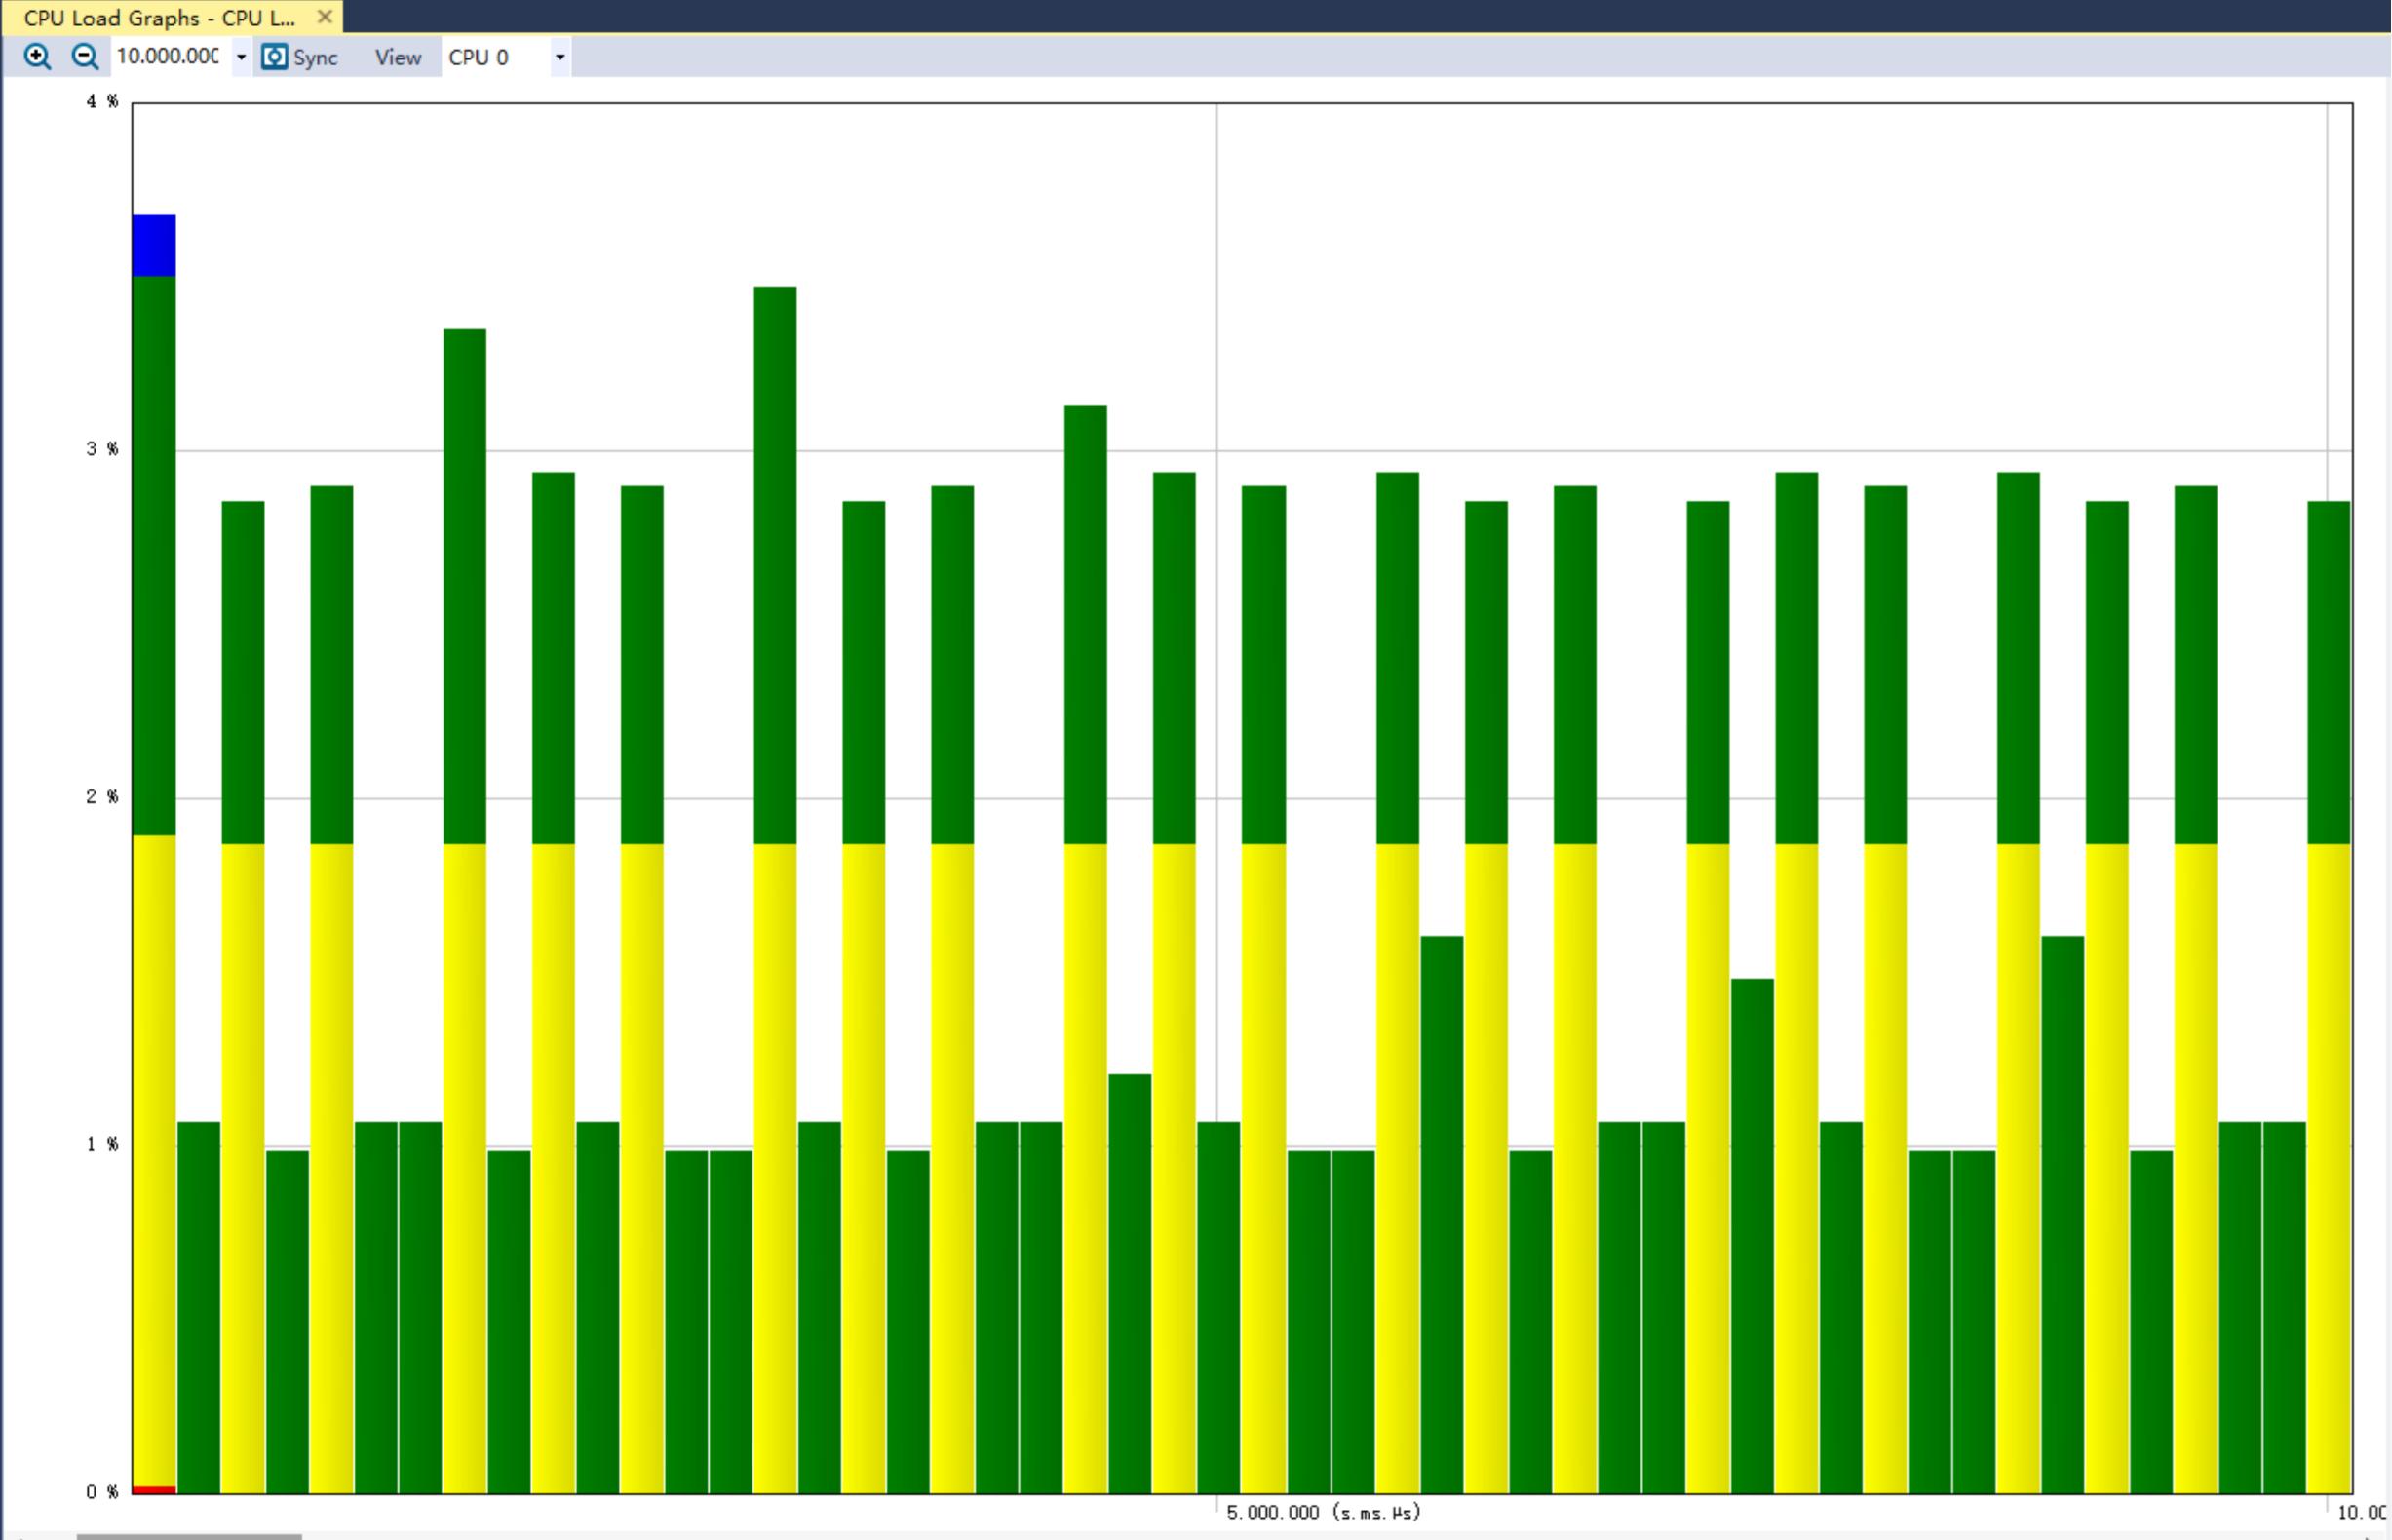 CPU Load Graphs - CPU L...
10.000.000 Sync View CPU 0
4 %
3 %
2 %
1 %
0 %
5.000.000 (s.ms.µs)
10.00